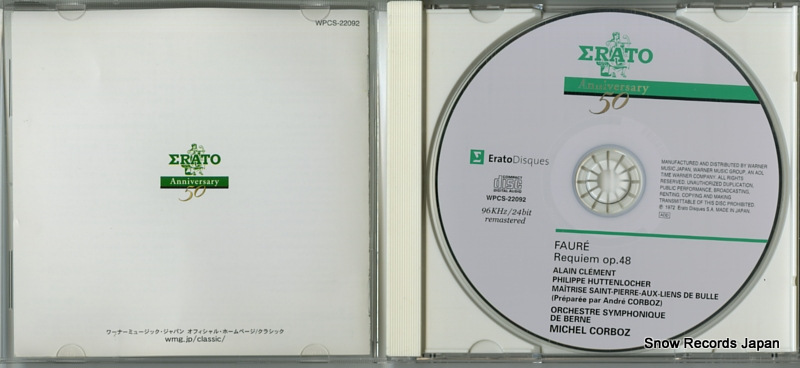 WPCS-22092
ΣRATO
Anniversary
50
ワーナーミュージック・ジャパン オフィシャル・ホームページ/クラシック
wmg.jp/classic/
ΣRATO
Anniversary
50
Σ EratoDisques
COMPACT
disc
DIGITAL AUDIO
WPCS-22092
96KHz/24bit
remastered
MANUFACTURED AND DISTRIBUTED BY WARNER
MUSIC JAPAN, WARNER MUSIC GROUP, AN AOL
TIME WARNER COMPANY. ALL RIGHTS
RESERVED. UNAUTHORIZED DUPLICATION,
PUBLIC PERFORMANCE, BROADCASTING,
RENTING, COPYING AND MAKING
TRANSMITTABLE OF THIS DISC PROHIBITED.
℗ 1972 Erato Disques S.A. MADE IN JAPAN.
FAURÉ
Requiem op.48
ALAIN CLÉMENT
PHILIPPE HUTTENLOCHER
MAÎTRISE SAINT-PIERRE-AUX-LIENS DE BULLE
(Préparée par André CORBOZ)
ORCHESTRE SYMPHONIQUE
DE BERNE
MICHEL CORBOZ
Snow Records Japan